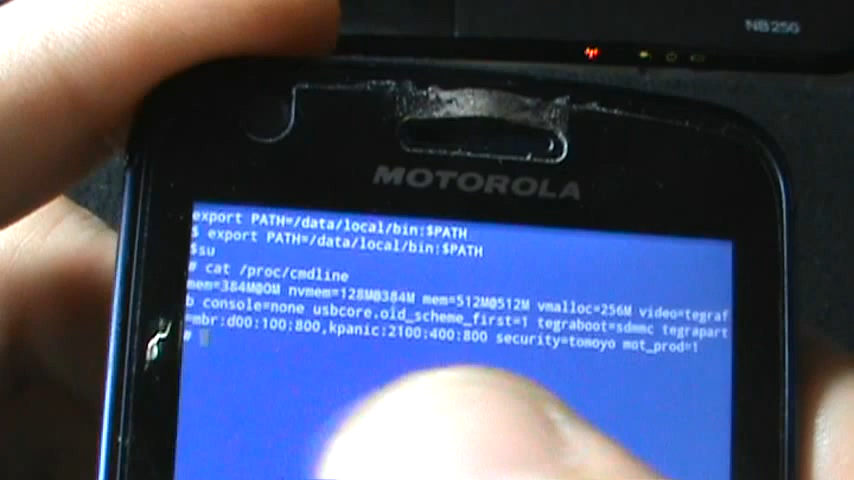 NB250
MOTOROLA
export PATH=/data/local/bin:$PATH
$ export PATH=/data/local/bin:$PATH
$su
# cat /proc/cmdline
mem=384M@0M nvmem=128M@384M mem=512M@512M vmalloc=256M video=tegraf
b console=none usbcore.old_scheme_first=1 tegraboot=sdmmc tegrapart
=mbr:d00:100:800,kpanic:2100:400:800 security=tomoyo mot_prod=1
#